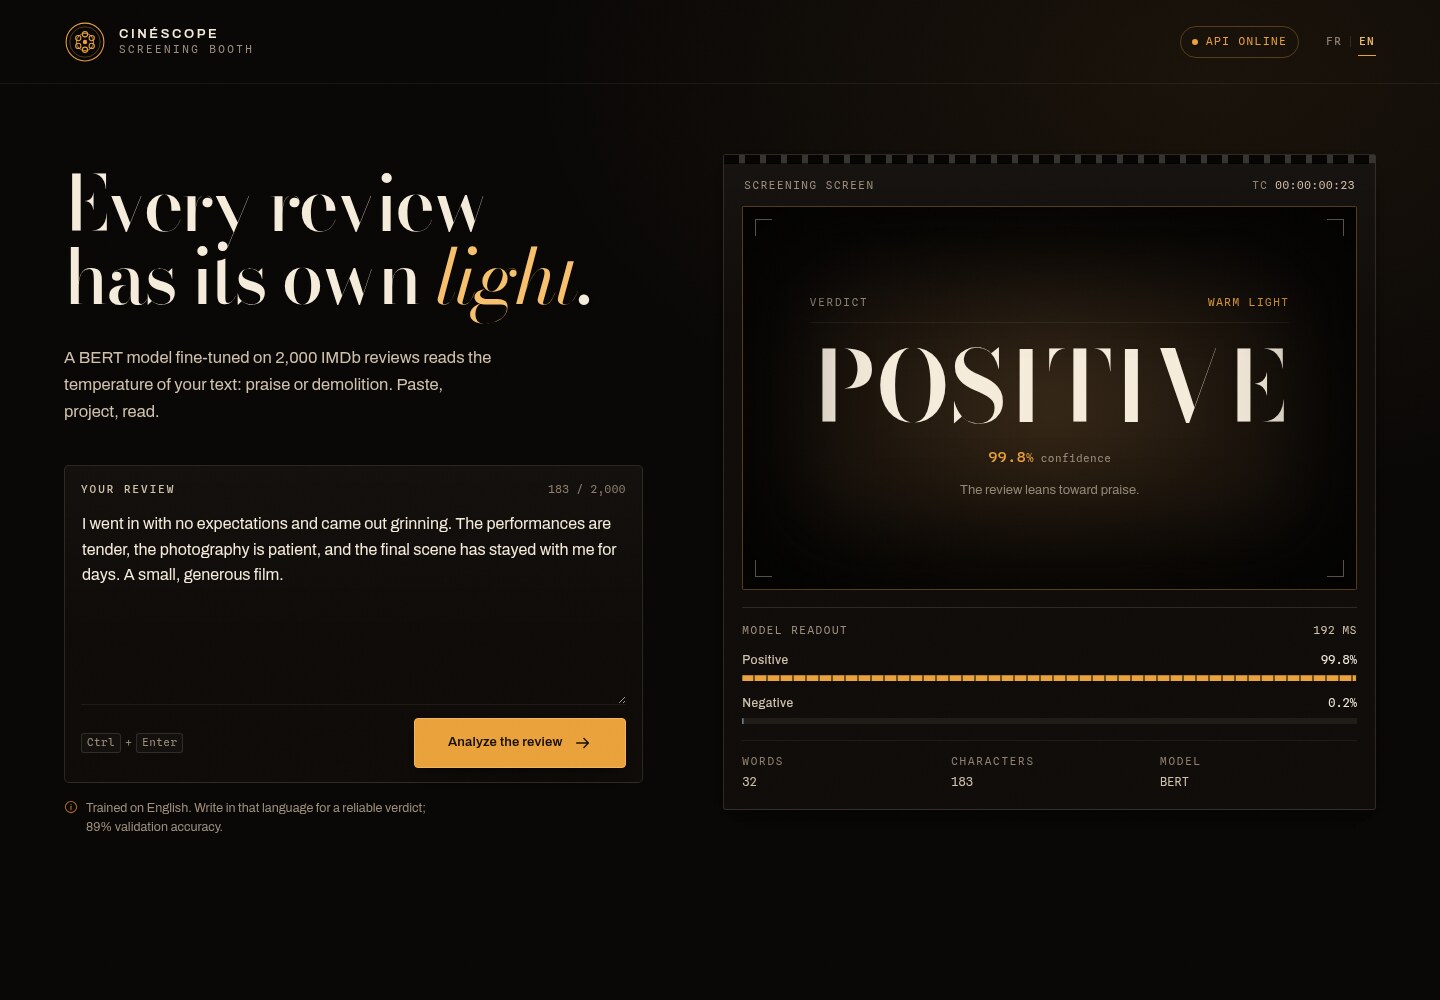 CINÉSCOPE
SCREENING BOOTH
API ONLINE
FR | EN
Every review
has its own light.
A BERT model fine-tuned on 2,000 IMDb reviews reads the
temperature of your text: praise or demolition. Paste,
project, read.
YOUR REVIEW
183 / 2,000
I went in with no expectations and came out grinning. The performances are
tender, the photography is patient, and the final scene has stayed with me for
days. A small, generous film.
Ctrl + Enter
Analyze the review →
Trained on English. Write in that language for a reliable verdict;
89% validation accuracy.
SCREENING SCREEN
TC 00:00:00:23
VERDICT
WARM LIGHT
POSITIVE
99.8% confidence
The review leans toward praise.
MODEL READOUT
192 MS
Positive
99.8%
Negative
0.2%
WORDS
32
CHARACTERS
183
MODEL
BERT